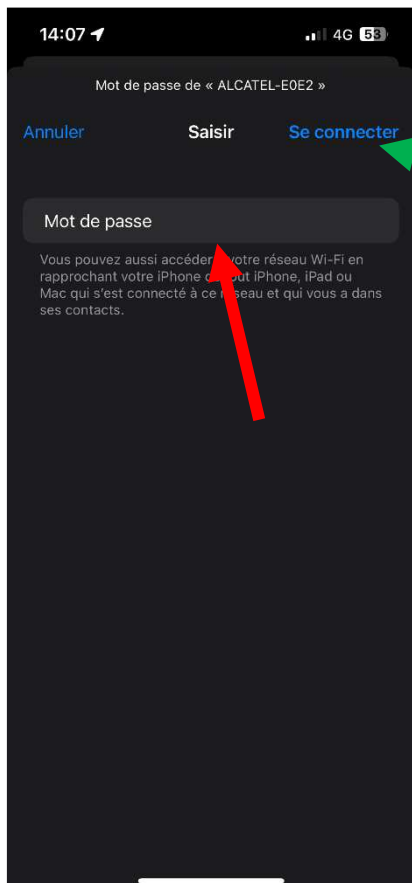 14:07 4G 53
Mot de passe de « ALCATEL-E0E2 »
Annuler Saisir Se connecter
Mot de passe
Vous pouvez aussi accéder votre réseau Wi-Fi en
rapprochant votre iPhone iPhone, iPad ou
Mac qui s'est connecté à ce réseau et qui vous a dans
ses contacts.